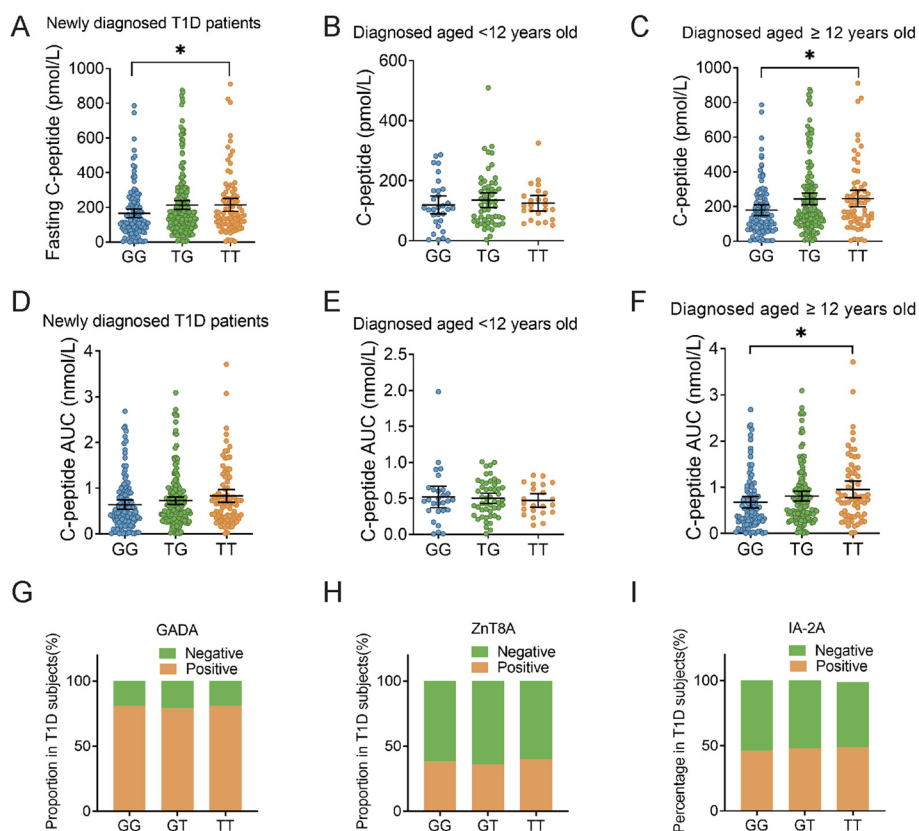 A
Newly diagnosed T1D patients
*
Fasting C-peptide (pmol/L)
1000
800
600
400
200
0
GG TG TT
B
Diagnosed aged <12 years old
C-peptide (pmol/L)
600
400
200
0
GG TG TT
C
Diagnosed aged ≥ 12 years old
*
C-peptide (pmol/L)
1000
800
600
400
200
0
GG TG TT
D
Newly diagnosed T1D patients
C-peptide AUC (nmol/L)
4
3
2
1
0
GG TG TT
E
Diagnosed aged <12 years old
C-peptide AUC (nmol/L)
2.5
2.0
1.5
1.0
0.5
0.0
GG TG TT
F
Diagnosed aged ≥ 12 years old
*
C-peptide AUC (nmol/L)
4
3
2
1
0
GG TG TT
G
GADA
Negative
Positive
Proportion in T1D subjects(%)
100
50
0
GG GT TT
H
ZnT8A
Negative
Positive
Proportion in T1D subjects(%)
100
50
0
GG GT TT
I
IA-2A
Negative
Positive
Percentage in T1D subjects(%)
100
50
0
GG GT TT